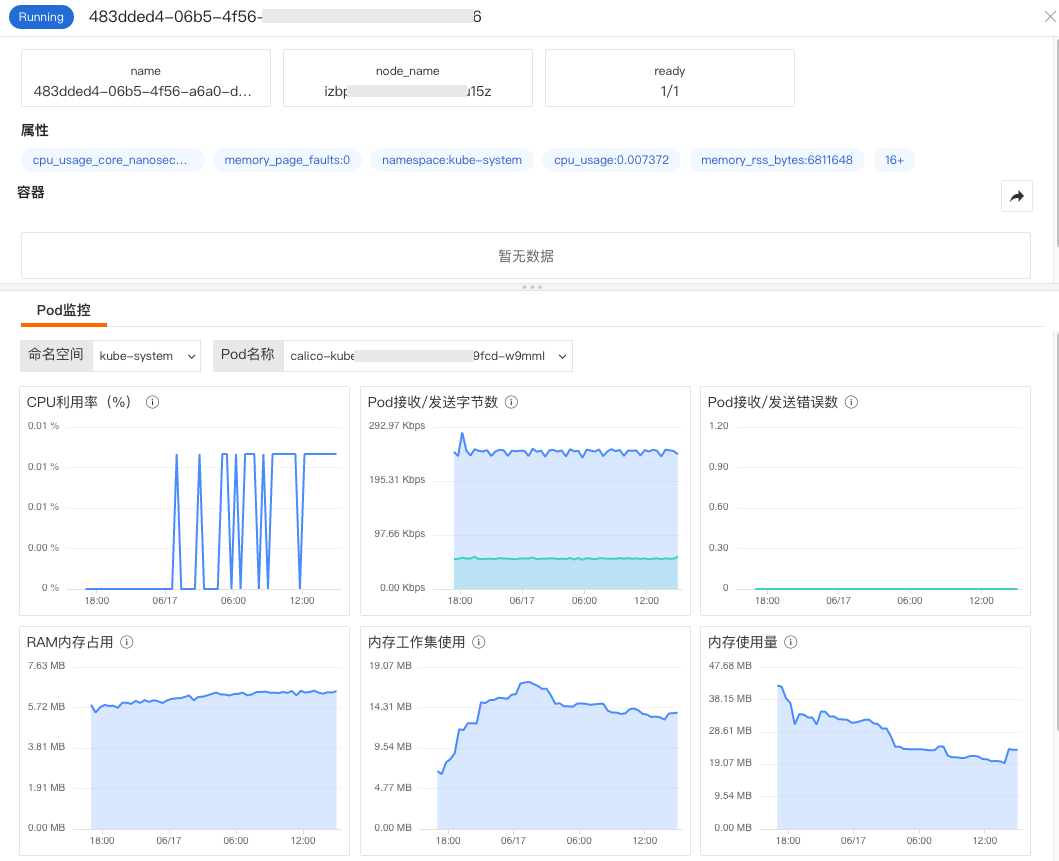 Running 483dded4-06b5-4f56- 6
name node_name ready
483dded4-06b5-4f56-a6a0-d... izbp u15z 1/1
属性
cpu_usage_core_nanosec... memory_page_faults:0 namespace:kube-system cpu_usage:0.007372 memory_rss_bytes:6811648 16+
容器
暂无数据
Pod监控
命名空间 kube-system Pod名称 calico-kube 9fcd-w9mml
CPU利用率（%）
0.01 %
0.01 %
0.01 %
0.00 %
0 %
18:00 06/17 06:00 12:00
Pod接收/发送字节数
292.97 Kbps
195.31 Kbps
97.66 Kbps
0.00 Kbps
18:00 06/17 06:00 12:00
Pod接收/发送错误数
1.20
0.90
0.60
0.30
0
18:00 06/17 06:00 12:00
RAM内存占用
7.63 MB
5.72 MB
3.81 MB
1.91 MB
0.00 MB
18:00 06/17 06:00 12:00
内存工作集使用
19.07 MB
14.31 MB
9.54 MB
4.77 MB
0.00 MB
18:00 06/17 06:00 12:00
内存使用量
47.68 MB
38.15 MB
28.61 MB
19.07 MB
9.54 MB
0.00 MB
18:00 06/17 06:00 12:00